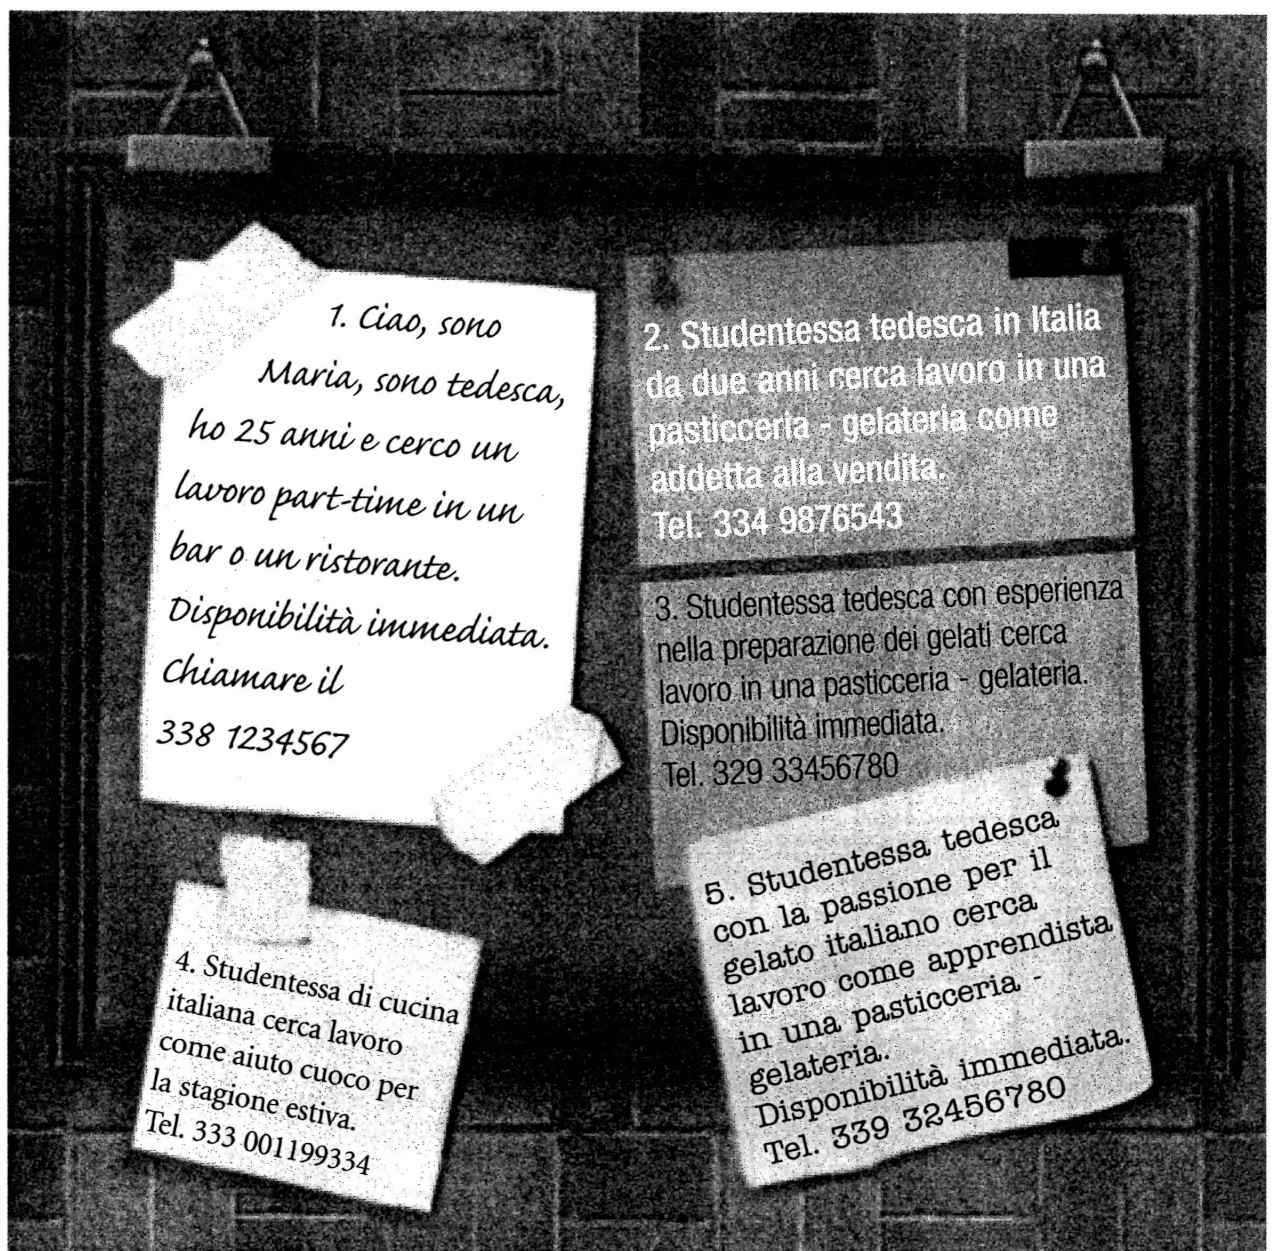 1. Ciao, sono
Maria, sono tedesca,
ho 25 anni e cerco un
lavoro part-time in un
bar o un ristorante.
Disponibilità immediata.
Chiamare il
338 1234567
2. Studentessa tedesca in Italia
da due anni cerca lavoro in una
pasticceria - gelateria come
addetta alla vendita.
Tel. 334 9876543
3. Studentessa tedesca con esperienza
nella preparazione dei gelati cerca
lavoro in una pasticceria - gelateria.
Disponibilità immediata.
Tel. 329 33456780
4. Studentessa di cucina
italiana cerca lavoro
come aiuto cuoco per
la stagione estiva.
Tel. 333 001199334
5. Studentessa tedesca
con la passione per il
gelato italiano cerca
lavoro come apprendista
in una pasticceria -
gelateria.
Disponibilità immediata.
Tel. 339 32456780